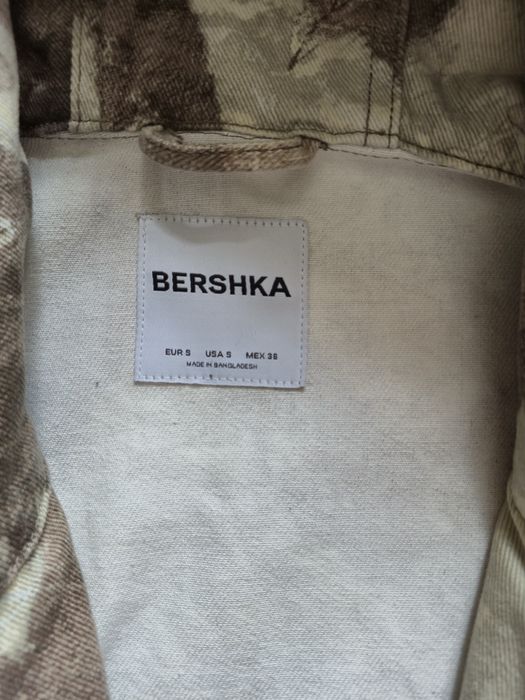 BERSHKA
EUR S USA S MEX 38
MADE IN BANGLADESH